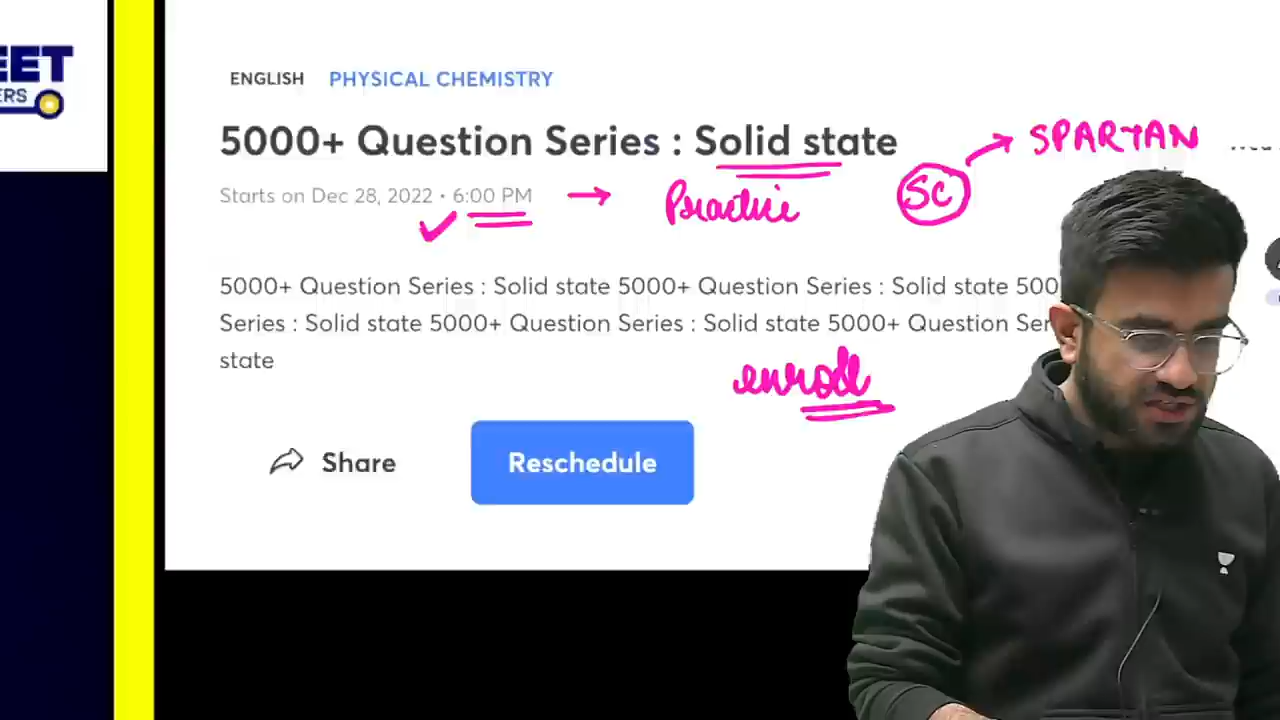 EET
ERS
ENGLISH PHYSICAL CHEMISTRY
5000+ Question Series : Solid state
SC → SPARTAN
Starts on Dec 28, 2022 • 6:00 PM → Practice
5000+ Question Series : Solid state 5000+ Question Series : Solid state 500
Series : Solid state 5000+ Question Series : Solid state 5000+ Question Ser
state
enroll
Share Reschedule